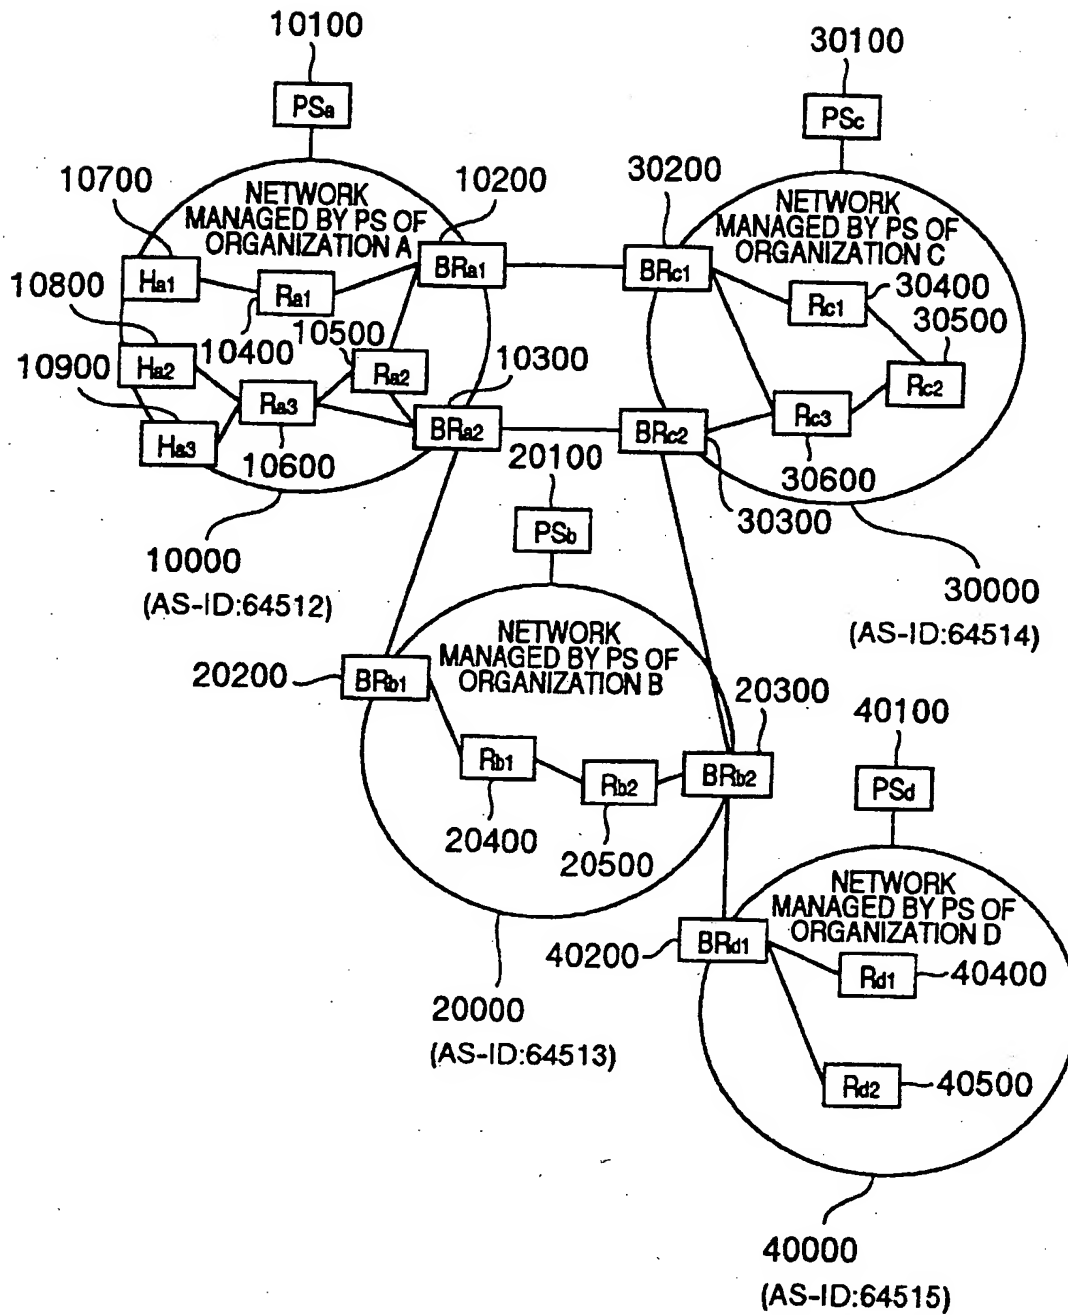 10100
30100
PSa
PSc
10700
10200
30200
NETWORK
MANAGED BY PS OF
ORGANIZATION A
NETWORK
MANAGED BY PS OF
ORGANIZATION C
Ha1
BRa1
BRc1
10800
Ra1
10500
Rc1
30400
30500
10900
10400
10300
Ha2
Ra2
Rc2
Ra3
Rc3
Ha3
BRa2
BRc2
10600
20100
30600
30300
PSb
10000
(AS-ID:64512)
30000
(AS-ID:64514)
NETWORK
MANAGED BY PS OF
ORGANIZATION B
20200
BRb1
20300
40100
Rb1
Rb2
BRb2
PSd
20400
20500
NETWORK
MANAGED BY PS OF
ORGANIZATION D
40200
BRd1
Rd1
40400
20000
(AS-ID:64513)
Rd2
40500
40000
(AS-ID:64515)